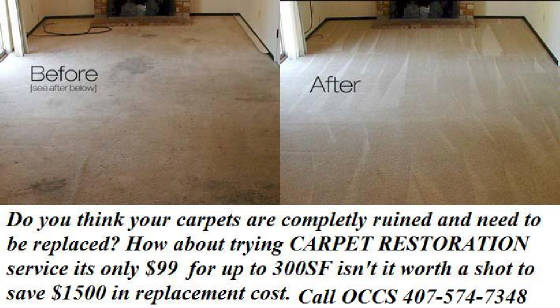 Before
[see after below]
After
Do you think your carpets are completly ruined and need to
be replaced? How about trying CARPET RESTORATION
service its only $99 for up to 300SF isn't it worth a shot to
save $1500 in replacement cost. Call OCCS 407-574-7348